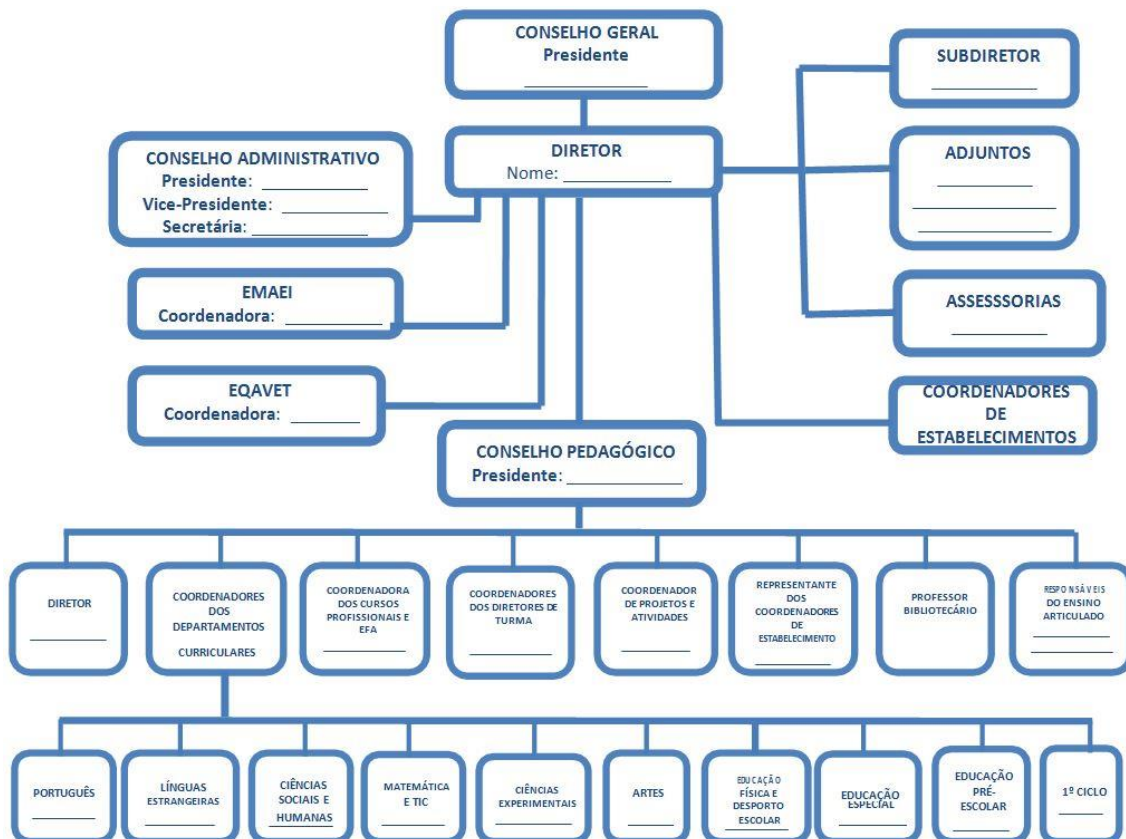 CONSELHO GERAL
Presidente
SUBDIRETOR
CONSELHO ADMINISTRATIVO
Presidente:
Vice-Presidente:
Secretária:
DIRETOR
Nome:
ADJUNTOS
EMAEI
Coordenadora:
ASSESSSORIAS
EQAVET
Coordenadora:
COORDENADORES
DE
ESTABELECIMENTOS
CONSELHO PEDAGÓGICO
Presidente:
DIRETOR
COORDENADORES
DOS
DEPARTAMENTOS
CURRICULARES
COORDENADORA
DOS CURSOS
PROFISSIONAIS E
EFA
COORDENADORES
DOS DIRETORES DE
TURMA
COORDENADOR
DE PROJETOS E
ATIVIDADES
REPRESENTANTE
DOS
COORDENADORES
DE
ESTABELECIMENTO
PROFESSOR
BIBLIOTECÁRIO
RESPONSÁVEIS
DO ENSINO
ARTICULADO
PORTUGUÊS
LÍNGUAS
ESTRANGEIRAS
CIÊNCIAS
SOCIAIS E
HUMANAS
MATEMÁTICA
E TIC
CIÊNCIAS
EXPERIMENTAIS
ARTES
EDUCAÇÃO
FÍSICA E
DESPORTO
ESCOLAR
EDUCAÇÃO
ESPECIAL
EDUCAÇÃO
PRÉ-
ESCOLAR
1º CICLO